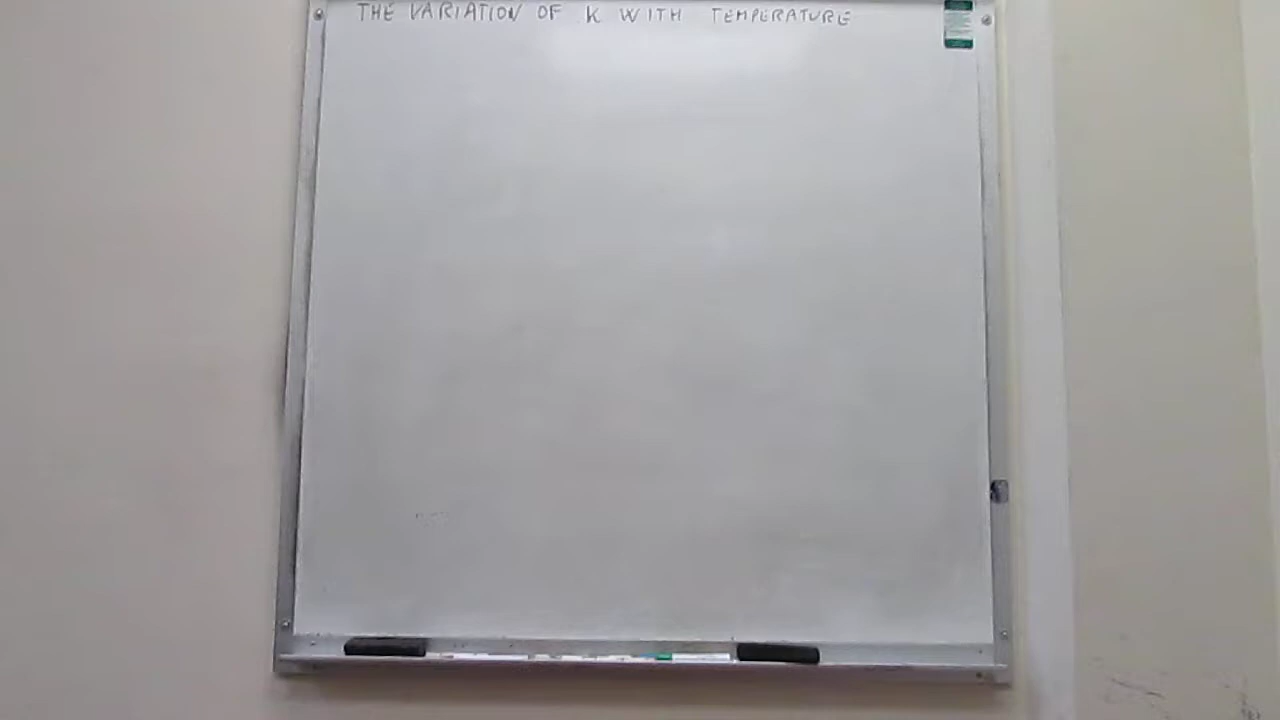 THE VARIATION OF K WITH TEMPERATURE